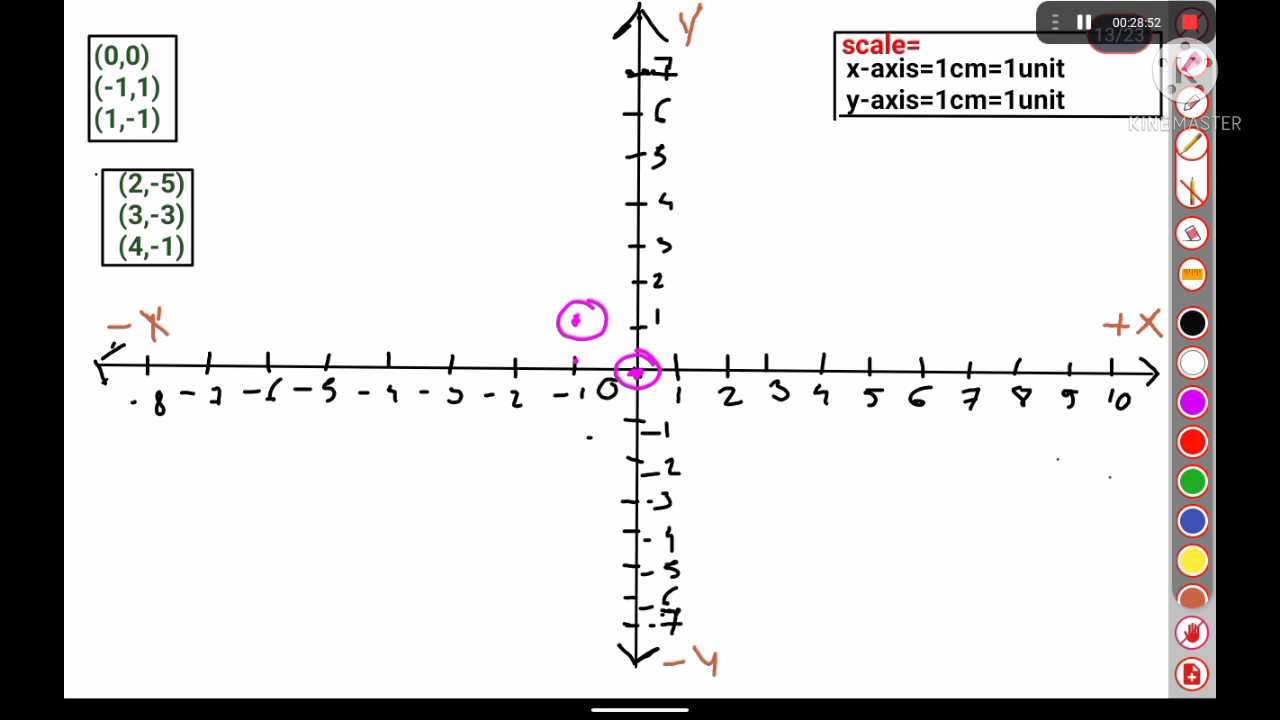 00:28:52
13/23
KINEMASTER
(0,0)
(-1,1)
(1,-1)
(2,-5)
(3,-3)
(4,-1)
scale=
x-axis=1cm=1unit
y-axis=1cm=1unit
Y
7
6
5
4
3
2
1
-X
+X
-8 -7 -6 -5 -4 -3 -2 -1 0 1 2 3 4 5 6 7 8 9 10
-1
-2
-3
-4
-5
-6
-7
-Y